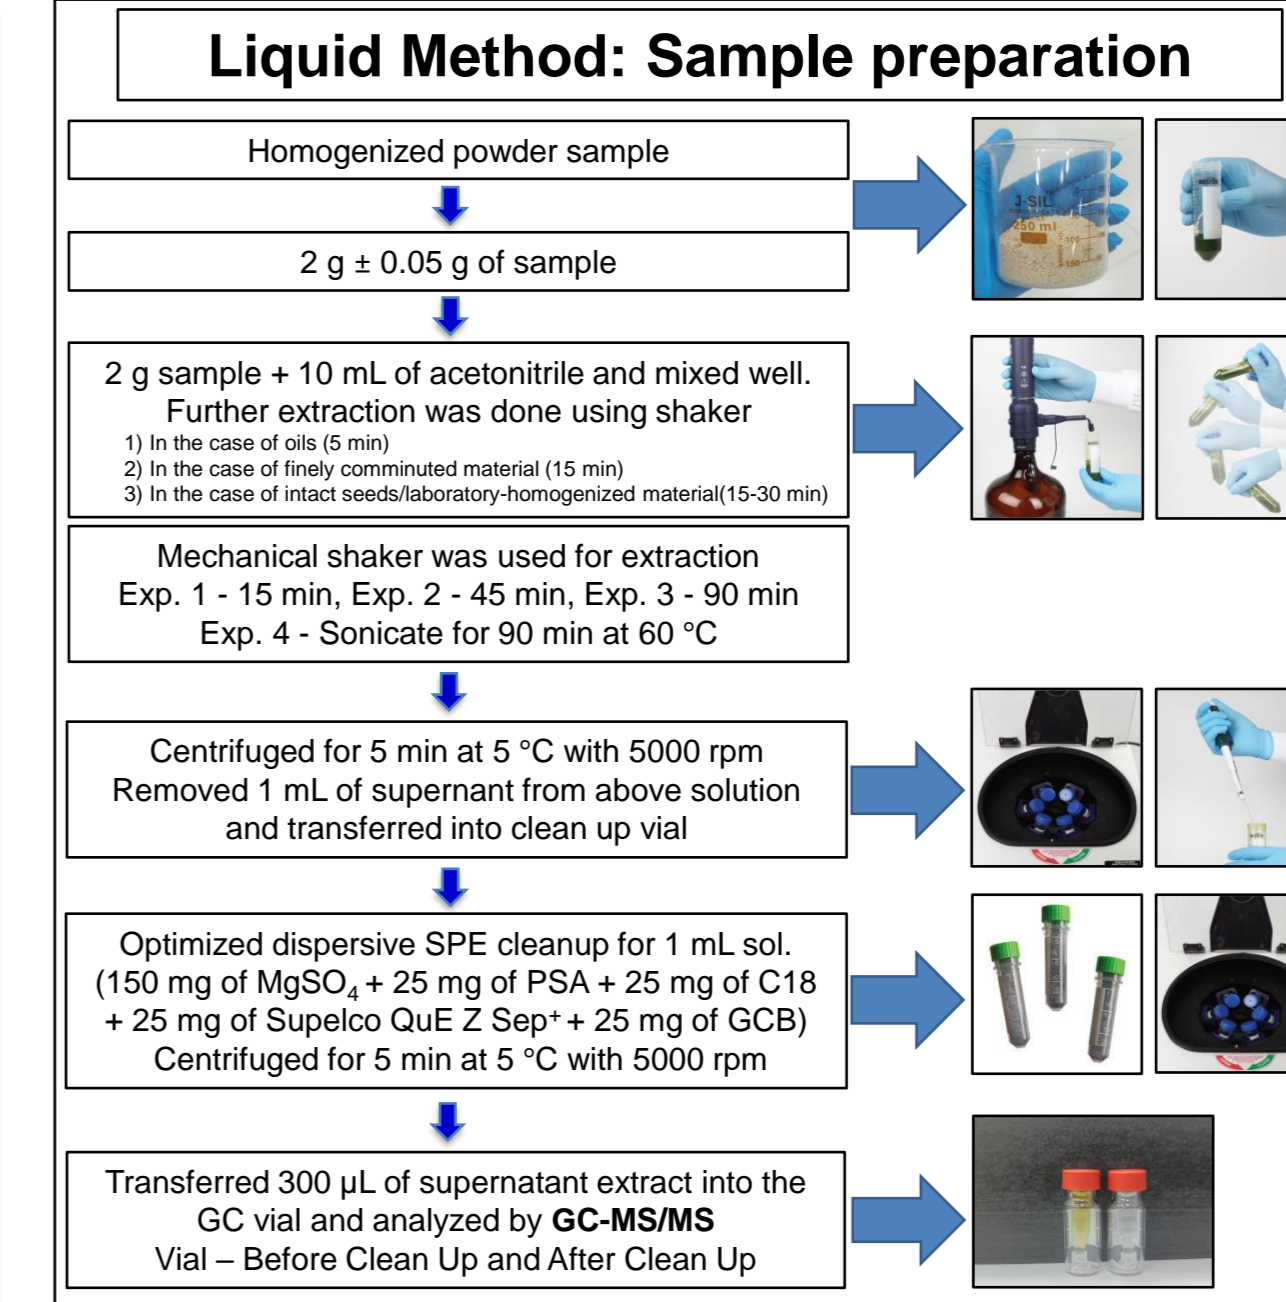 Liquid Method: Sample preparation
Homogenized powder sample
2 g ± 0.05 g of sample
2 g sample + 10 mL of acetonitrile and mixed well.
Further extraction was done using shaker
1) In the case of oils (5 min)
2) In the case of finely comminuted material (15 min)
3) In the case of intact seeds/laboratory-homogenized material(15-30 min)
Mechanical shaker was used for extraction
Exp. 1 - 15 min, Exp. 2 - 45 min, Exp. 3 - 90 min
Exp. 4 - Sonicate for 90 min at 60 °C
Centrifuged for 5 min at 5 °C with 5000 rpm
Removed 1 mL of supernant from above solution
and transferred into clean up vial
Optimized dispersive SPE cleanup for 1 mL sol.
(150 mg of MgSO₄ + 25 mg of PSA + 25 mg of C18
+ 25 mg of Supelco QuE Z Sep⁺ + 25 mg of GCB)
Centrifuged for 5 min at 5 °C with 5000 rpm
Transferred 300 µL of supernatant extract into the
GC vial and analyzed by GC-MS/MS
Vial – Before Clean Up and After Clean Up
J-SIL
250 ml
100
150